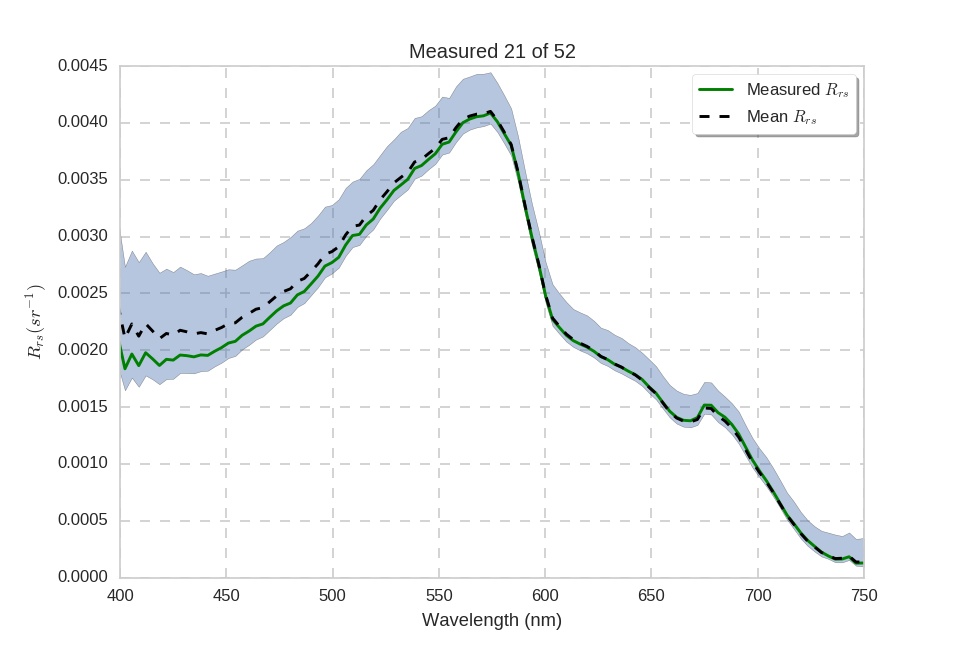 Measured 21 of 52
0.0045
0.0040
0.0035
0.0030
0.0025
0.0020
0.0015
0.0010
0.0005
0.0000
R_rs(sr^−1)
Measured R_rs
Mean R_rs
400 450 500 550 600 650 700 750
Wavelength (nm)